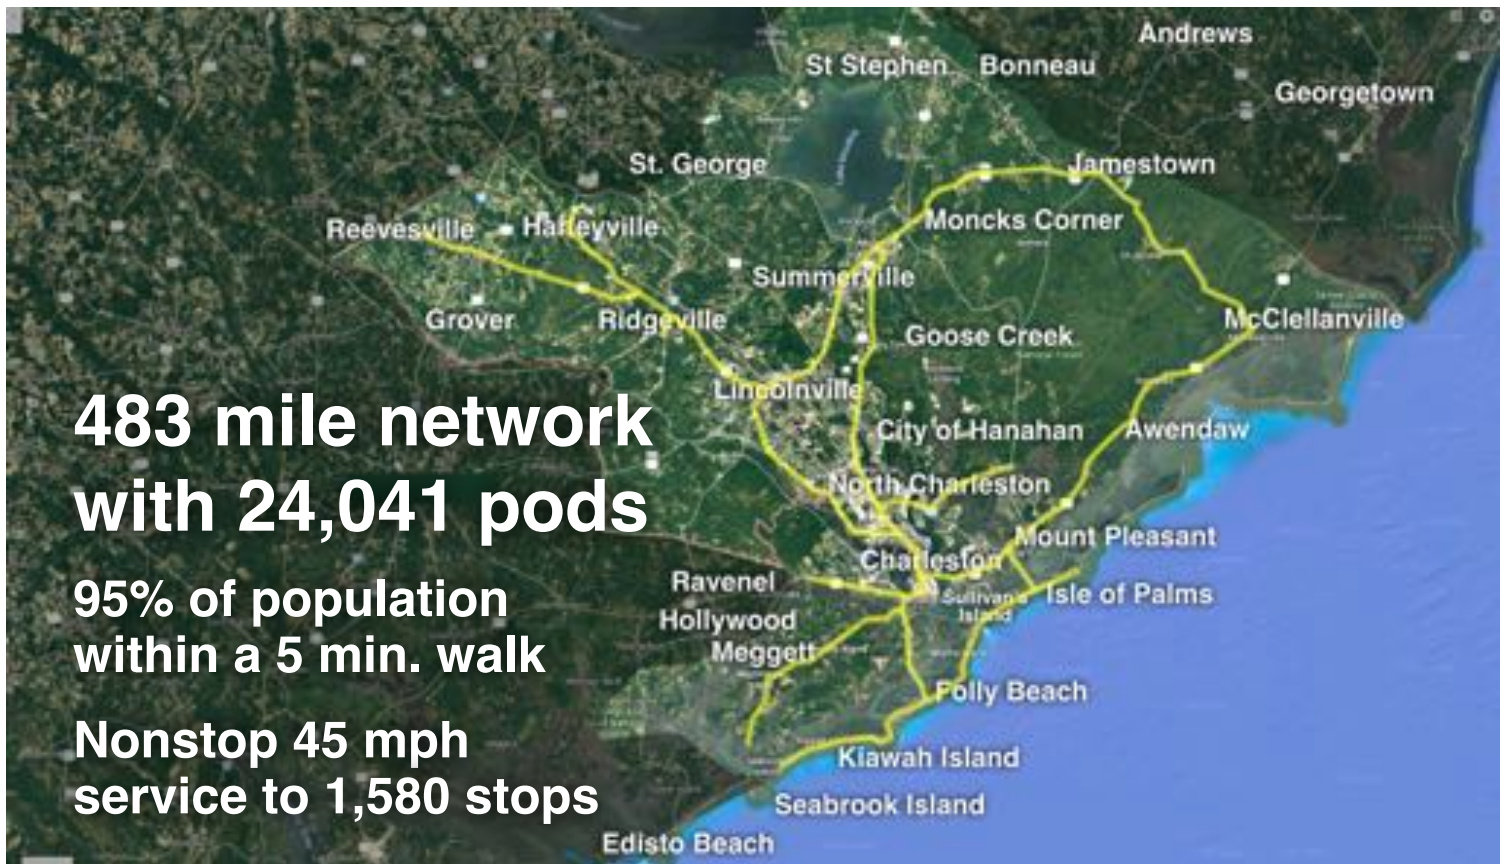 Andrews
St Stephen
Bonneau
Georgetown
St. George
Jamestown
Reevesville
Harleyville
Moncks Corner
Summerville
Grover
Ridgeville
McClellanville
Goose Creek
Lincolnville
483 mile network
with 24,041 pods
City of Hanahan
Awendaw
North Charleston
Mount Pleasant
Charleston
95% of population
within a 5 min. walk
Ravenel
Isle of Palms
Sullivan's
Island
Hollywood
Meggett
Folly Beach
Nonstop 45 mph
service to 1,580 stops
Kiawah Island
Seabrook Island
Edisto Beach